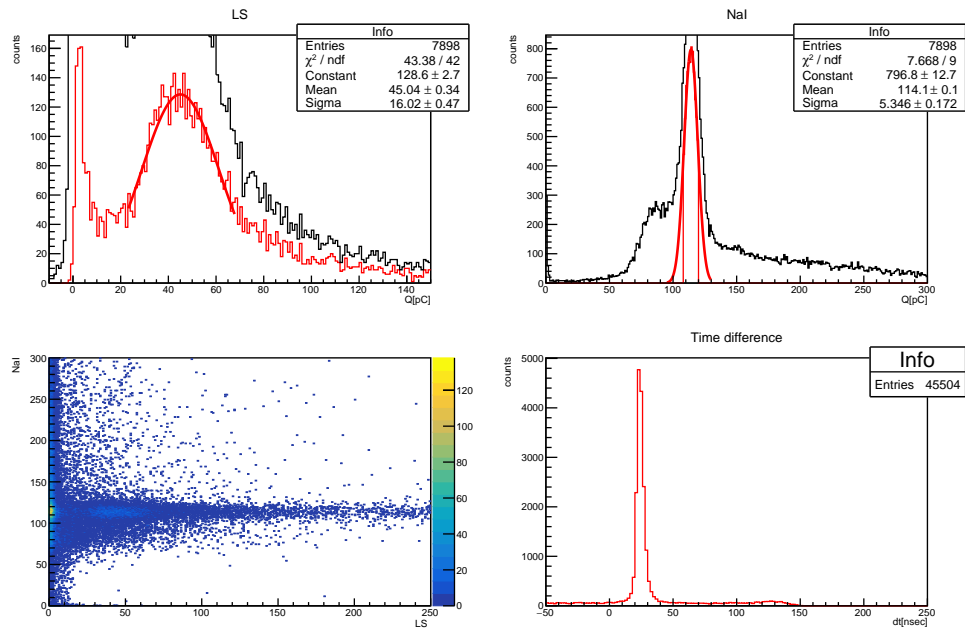 LS
counts
Info
Entries 7898
χ² / ndf 43.38 / 42
Constant 128.6 ± 2.7
Mean 45.04 ± 0.34
Sigma 16.02 ± 0.47
160
140
120
100
80
60
40
20
0
0 20 40 60 80 100 120 140
Q[pC]
NaI
counts
Info
Entries 7898
χ² / ndf 7.668 / 9
Constant 796.8 ± 12.7
Mean 114.1 ± 0.1
Sigma 5.346 ± 0.172
800
700
600
500
400
300
200
100
0
0 50 100 150 200 250 300
Q[pC]
NaI
300
250
200
150
100
50
0
0 50 100 150 200 250
LS
120
100
80
60
40
20
0
Time difference
counts
Info
Entries 45504
5000
4000
3000
2000
1000
0
−50 0 50 100 150 200 250
dt[nsec]